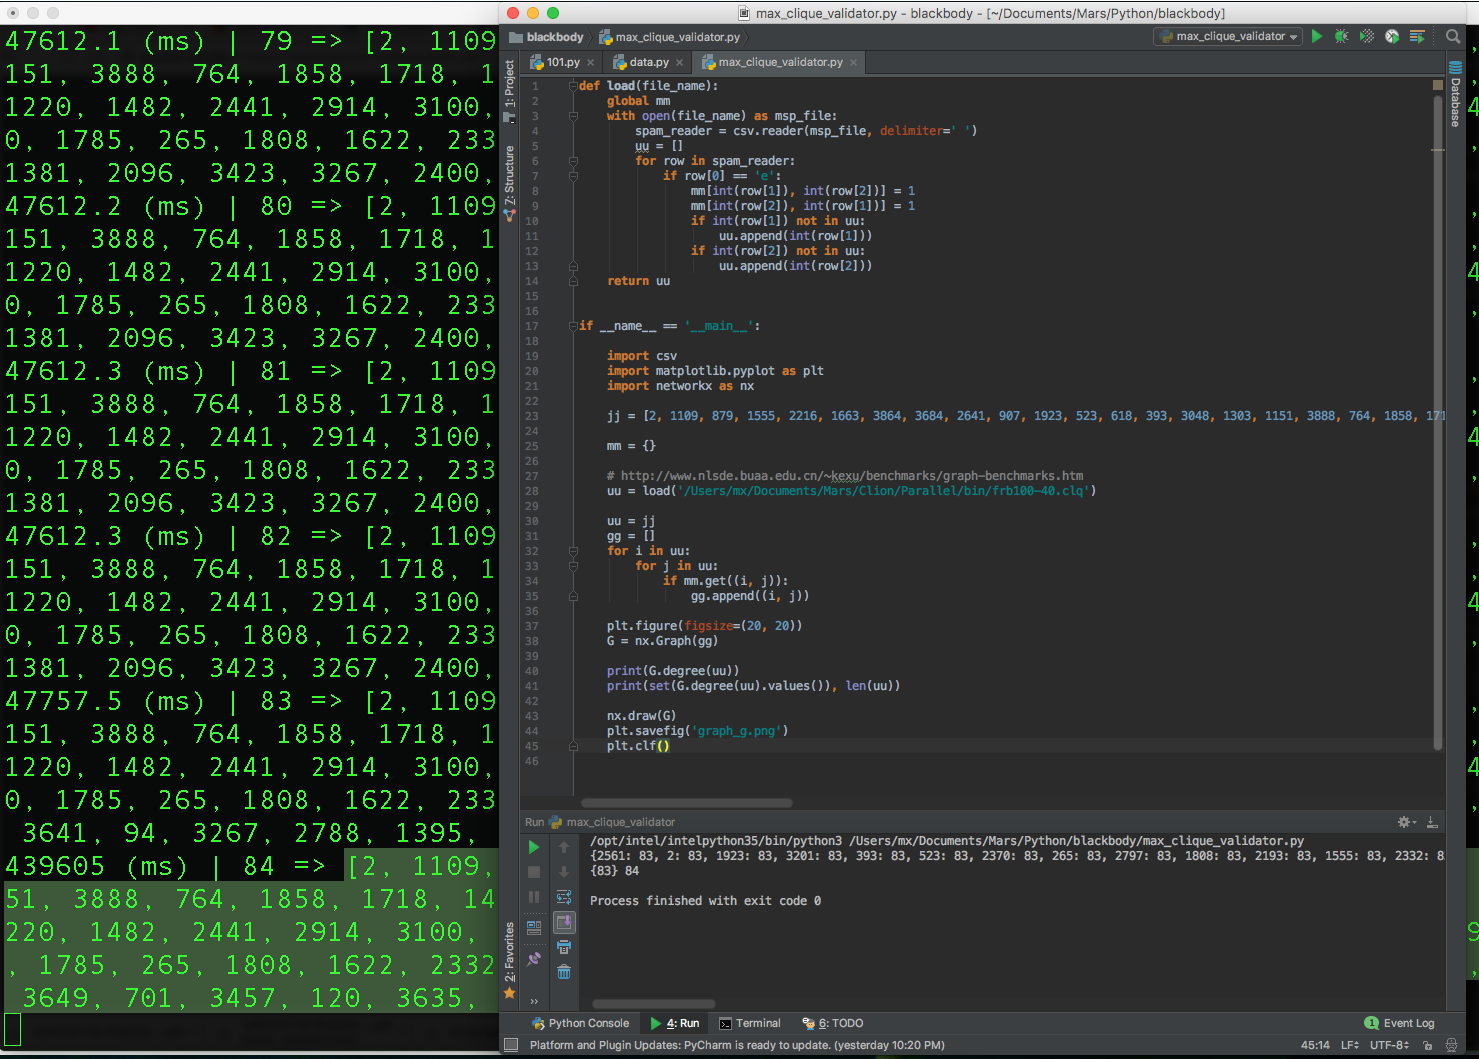 47612.1 (ms) | 79 => [2, 1109
151, 3888, 764, 1858, 1718, 1
1220, 1482, 2441, 2914, 3100,
0, 1785, 265, 1808, 1622, 233
1381, 2096, 3423, 3267, 2400,
47612.2 (ms) | 80 => [2, 1109
151, 3888, 764, 1858, 1718, 1
1220, 1482, 2441, 2914, 3100,
0, 1785, 265, 1808, 1622, 233
1381, 2096, 3423, 3267, 2400,
47612.3 (ms) | 81 => [2, 1109
151, 3888, 764, 1858, 1718, 1
1220, 1482, 2441, 2914, 3100,
0, 1785, 265, 1808, 1622, 233
1381, 2096, 3423, 3267, 2400,
47612.3 (ms) | 82 => [2, 1109
151, 3888, 764, 1858, 1718, 1
1220, 1482, 2441, 2914, 3100,
0, 1785, 265, 1808, 1622, 233
1381, 2096, 3423, 3267, 2400,
47757.5 (ms) | 83 => [2, 1109
151, 3888, 764, 1858, 1718, 1
1220, 1482, 2441, 2914, 3100,
0, 1785, 265, 1808, 1622, 233
3641, 94, 3267, 2788, 1395,
439605 (ms) | 84 => [2, 1109,
51, 3888, 764, 1858, 1718, 14
220, 1482, 2441, 2914, 3100,
, 1785, 265, 1808, 1622, 2332
3649, 701, 3457, 120, 3635,
max_clique_validator.py - blackbody - [~/Documents/Mars/Python/blackbody]
blackbody max_clique_validator.py
max_clique_validator
101.py × data.py × max_clique_validator.py ×
1: Project
Z: Structure
2: Favorites
Database
1 def load(file_name):
2 global mm
3 with open(file_name) as msp_file:
4 spam_reader = csv.reader(msp_file, delimiter=' ')
5 uu = []
6 for row in spam_reader:
7 if row[0] == 'e':
8 mm[int(row[1]), int(row[2])] = 1
9 mm[int(row[2]), int(row[1])] = 1
10 if int(row[1]) not in uu:
11 uu.append(int(row[1]))
12 if int(row[2]) not in uu:
13 uu.append(int(row[2]))
14 return uu
15
16
17 if __name__ == '__main__':
18
19 import csv
20 import matplotlib.pyplot as plt
21 import networkx as nx
22
23 jj = [2, 1109, 879, 1555, 2216, 1663, 3864, 3684, 2641, 907, 1923, 523, 618, 393, 3048, 1303, 1151, 3888, 764, 1858, 171
24
25 mm = {}
26
27 # http://www.nlsde.buaa.edu.cn/~kexu/benchmarks/graph-benchmarks.htm
28 uu = load('/Users/mx/Documents/Mars/Clion/Parallel/bin/frb100-40.clq')
29
30 uu = jj
31 gg = []
32 for i in uu:
33 for j in uu:
34 if mm.get((i, j)):
35 gg.append((i, j))
36
37 plt.figure(figsize=(20, 20))
38 G = nx.Graph(gg)
39
40 print(G.degree(uu))
41 print(set(G.degree(uu).values()), len(uu))
42
43 nx.draw(G)
44 plt.savefig('graph_g.png')
45 plt.clf()
46
Run max_clique_validator
/opt/intel/intelpython35/bin/python3 /Users/mx/Documents/Mars/Python/blackbody/max_clique_validator.py
{2561: 83, 2: 83, 1923: 83, 3201: 83, 393: 83, 523: 83, 2370: 83, 265: 83, 2797: 83, 1808: 83, 2193: 83, 1555: 83, 2332: 8
{83} 84
Process finished with exit code 0
Python Console 4: Run Terminal 6: TODO 1 Event Log
Platform and Plugin Updates: PyCharm is ready to update. (yesterday 10:20 PM) 45:14 LF÷ UTF-8÷